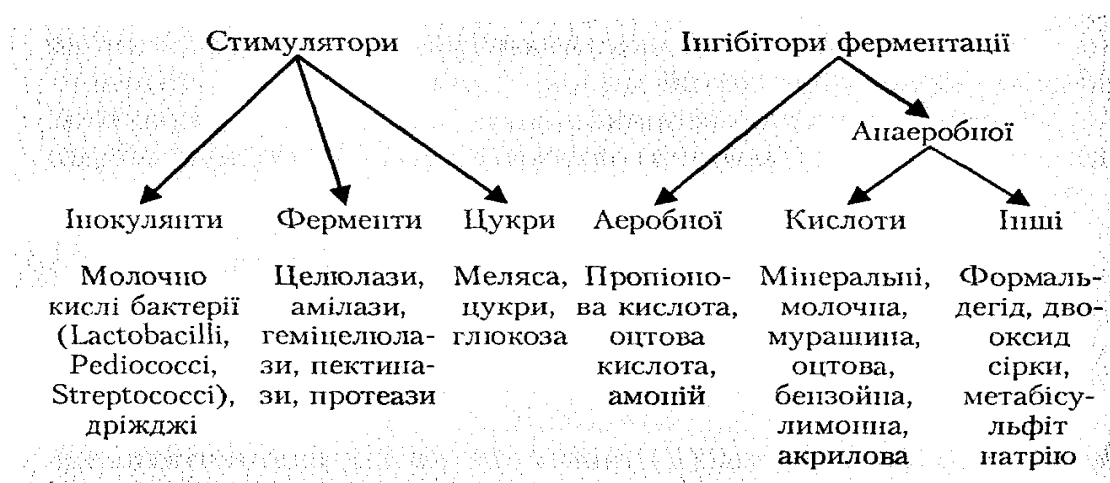 Стимулятори
Інгібітори ферментації
Анаеробної
Інокулянти
Ферменти
Цукри
Аеробної
Кислоти
Інші
Молочно
кислі бактерії
(Lactobacilli,
Pediococci,
Streptococci),
дріжджі
Целюлази,
амілази,
геміцелюла-
зи, пектина-
зи, протеази
Меляса,
цукри,
глюкоза
Пропіоно-
ва кислота,
оцтова
кислота,
амоній
Мінеральні,
молочна,
мурашина,
оцтова,
бензойна,
лимонна,
акрилова
Формаль-
дегід, дво-
оксид
сірки,
метабісу-
льфіт
натрію